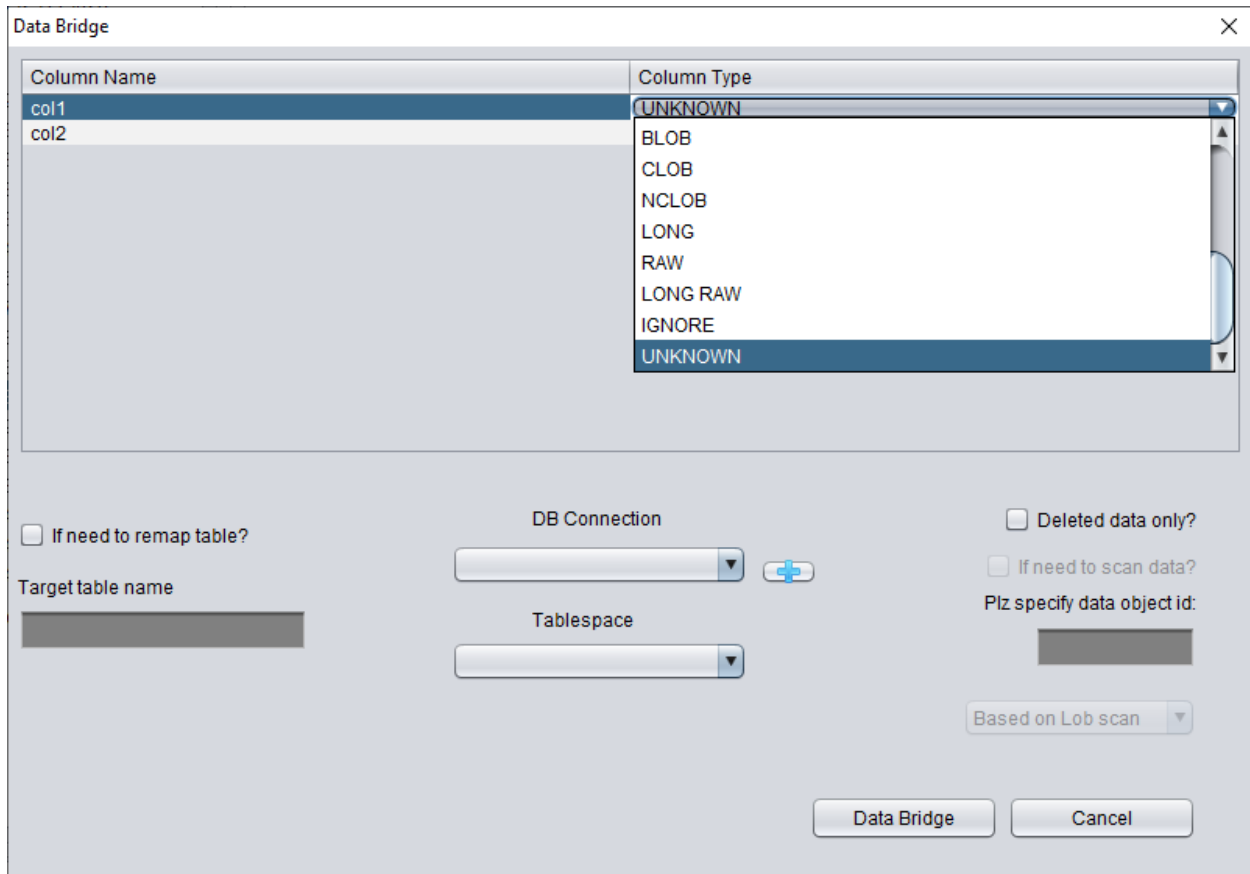 Data Bridge
Column Name Column Type
col1 UNKNOWN
col2
BLOB
CLOB
NCLOB
LONG
RAW
LONG RAW
IGNORE
UNKNOWN
If need to remap table?
Target table name
DB Connection
Tablespace
Deleted data only?
If need to scan data?
Plz specify data object id:
Based on Lob scan
Data Bridge Cancel